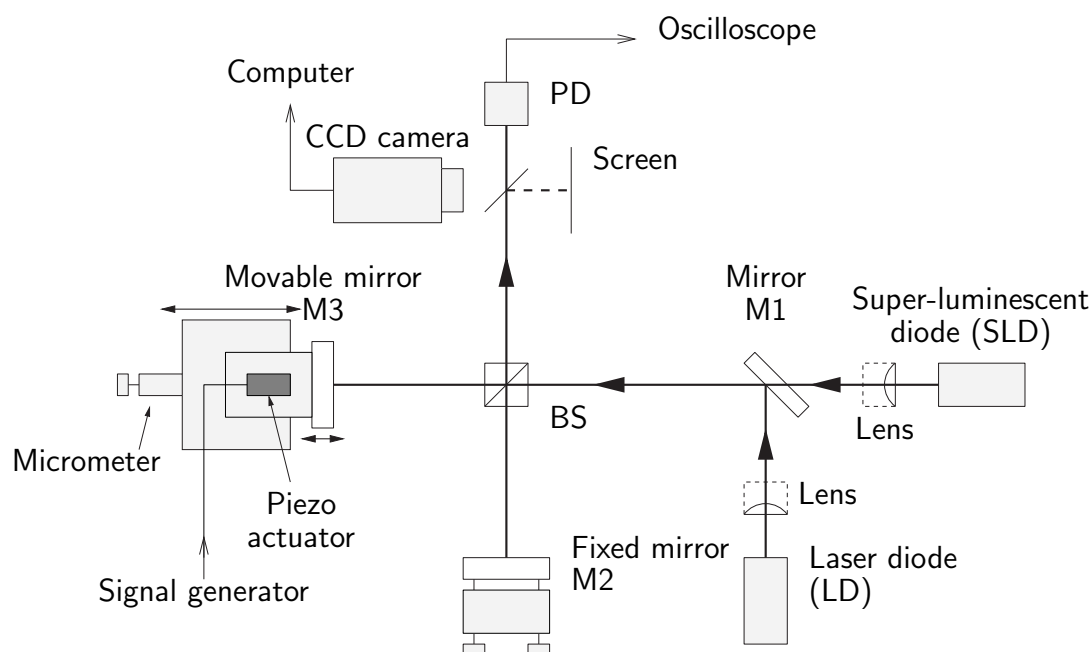 Oscilloscope
Computer
PD
CCD camera
Screen
Movable mirror
M3
Mirror
M1
Super-luminescent
diode (SLD)
BS
Lens
Micrometer
Lens
Piezo
actuator
Fixed mirror
M2
Laser diode
(LD)
Signal generator